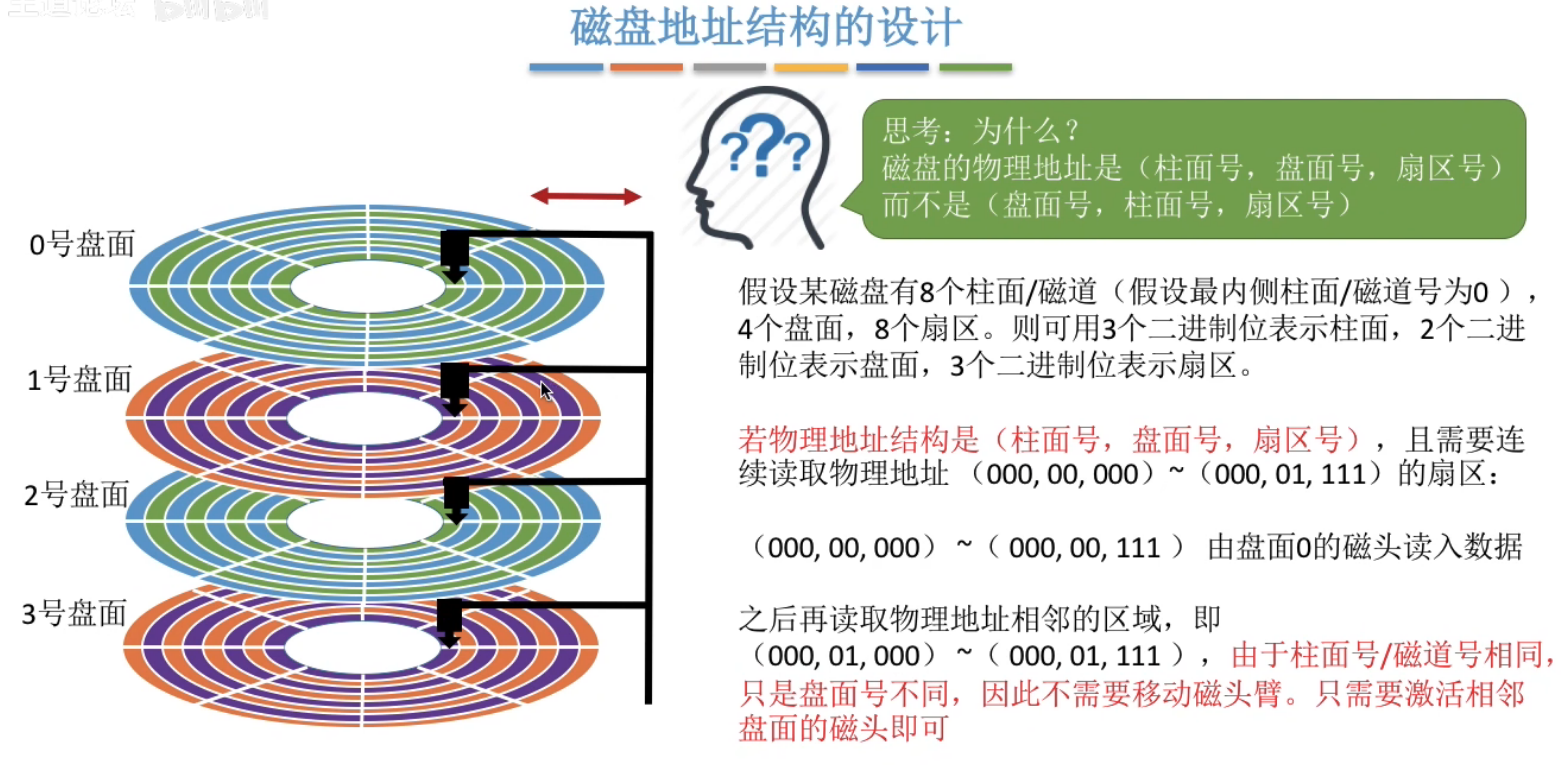 王道论坛 bilibili
磁盘地址结构的设计
思考：为什么？
磁盘的物理地址是（柱面号，盘面号，扇区号）
而不是（盘面号，柱面号，扇区号）
? ? ?
0号盘面
1号盘面
2号盘面
3号盘面
假设某磁盘有8个柱面/磁道（假设最内侧柱面/磁道号为0 ），
4个盘面，8个扇区。则可用3个二进制位表示柱面，2个二进
制位表示盘面，3个二进制位表示扇区。
若物理地址结构是（柱面号，盘面号，扇区号），且需要连
续读取物理地址 （000, 00, 000）~（000, 01, 111）的扇区：
（000, 00, 000） ~（ 000, 00, 111 ） 由盘面0的磁头读入数据
之后再读取物理地址相邻的区域，即
（000, 01, 000） ~（ 000, 01, 111 ），由于柱面号/磁道号相同，
只是盘面号不同，因此不需要移动磁头臂。只需要激活相邻
盘面的磁头即可